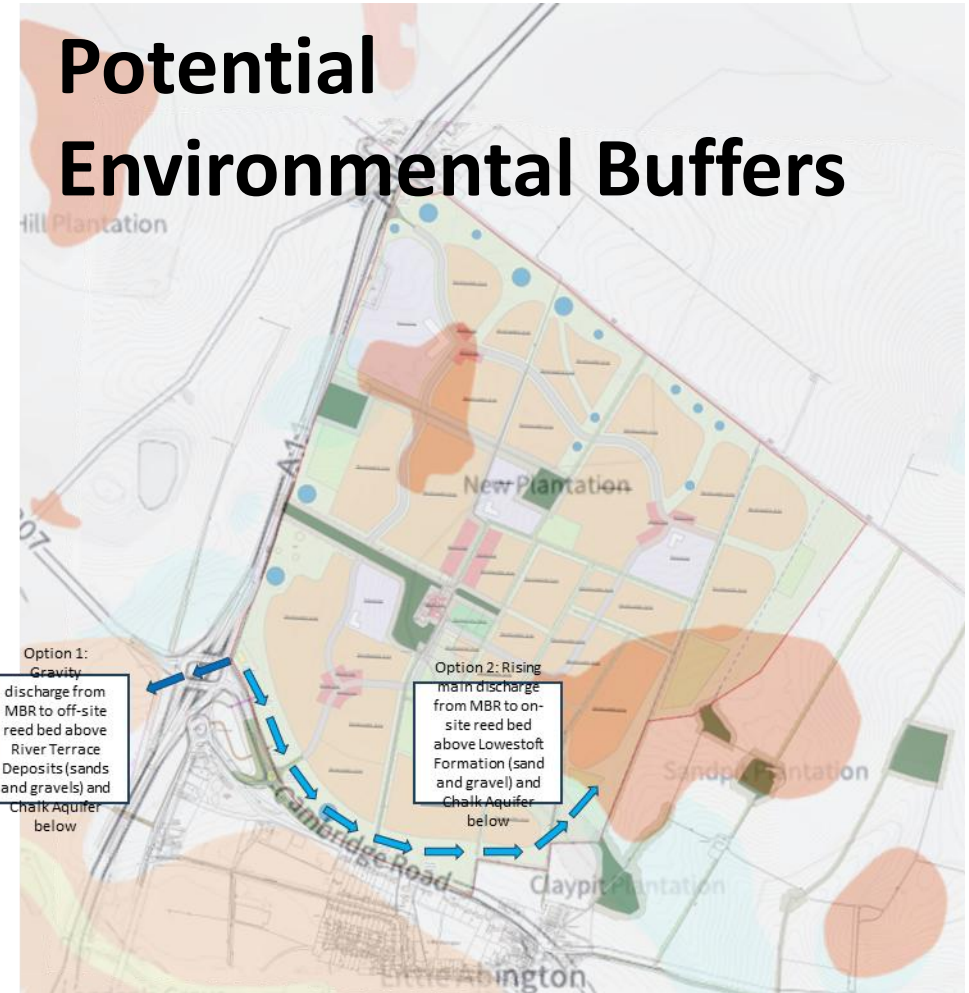 Potential
Environmental Buffers
Hill Plantation
A-11
New Plantation
Option 1:
Gravity
discharge from
MBR to off-site
reed bed above
River Terrace
Deposits (sands
and gravels) and
Chalk Aquifer
below
Option 2: Rising
main discharge
from MBR to on-
site reed bed
above Lowestoft
Formation (sand
and gravel) and
Chalk Aquifer
below
Sandpit Plantation
Cambridge Road
Claypit Plantation
Little Abington